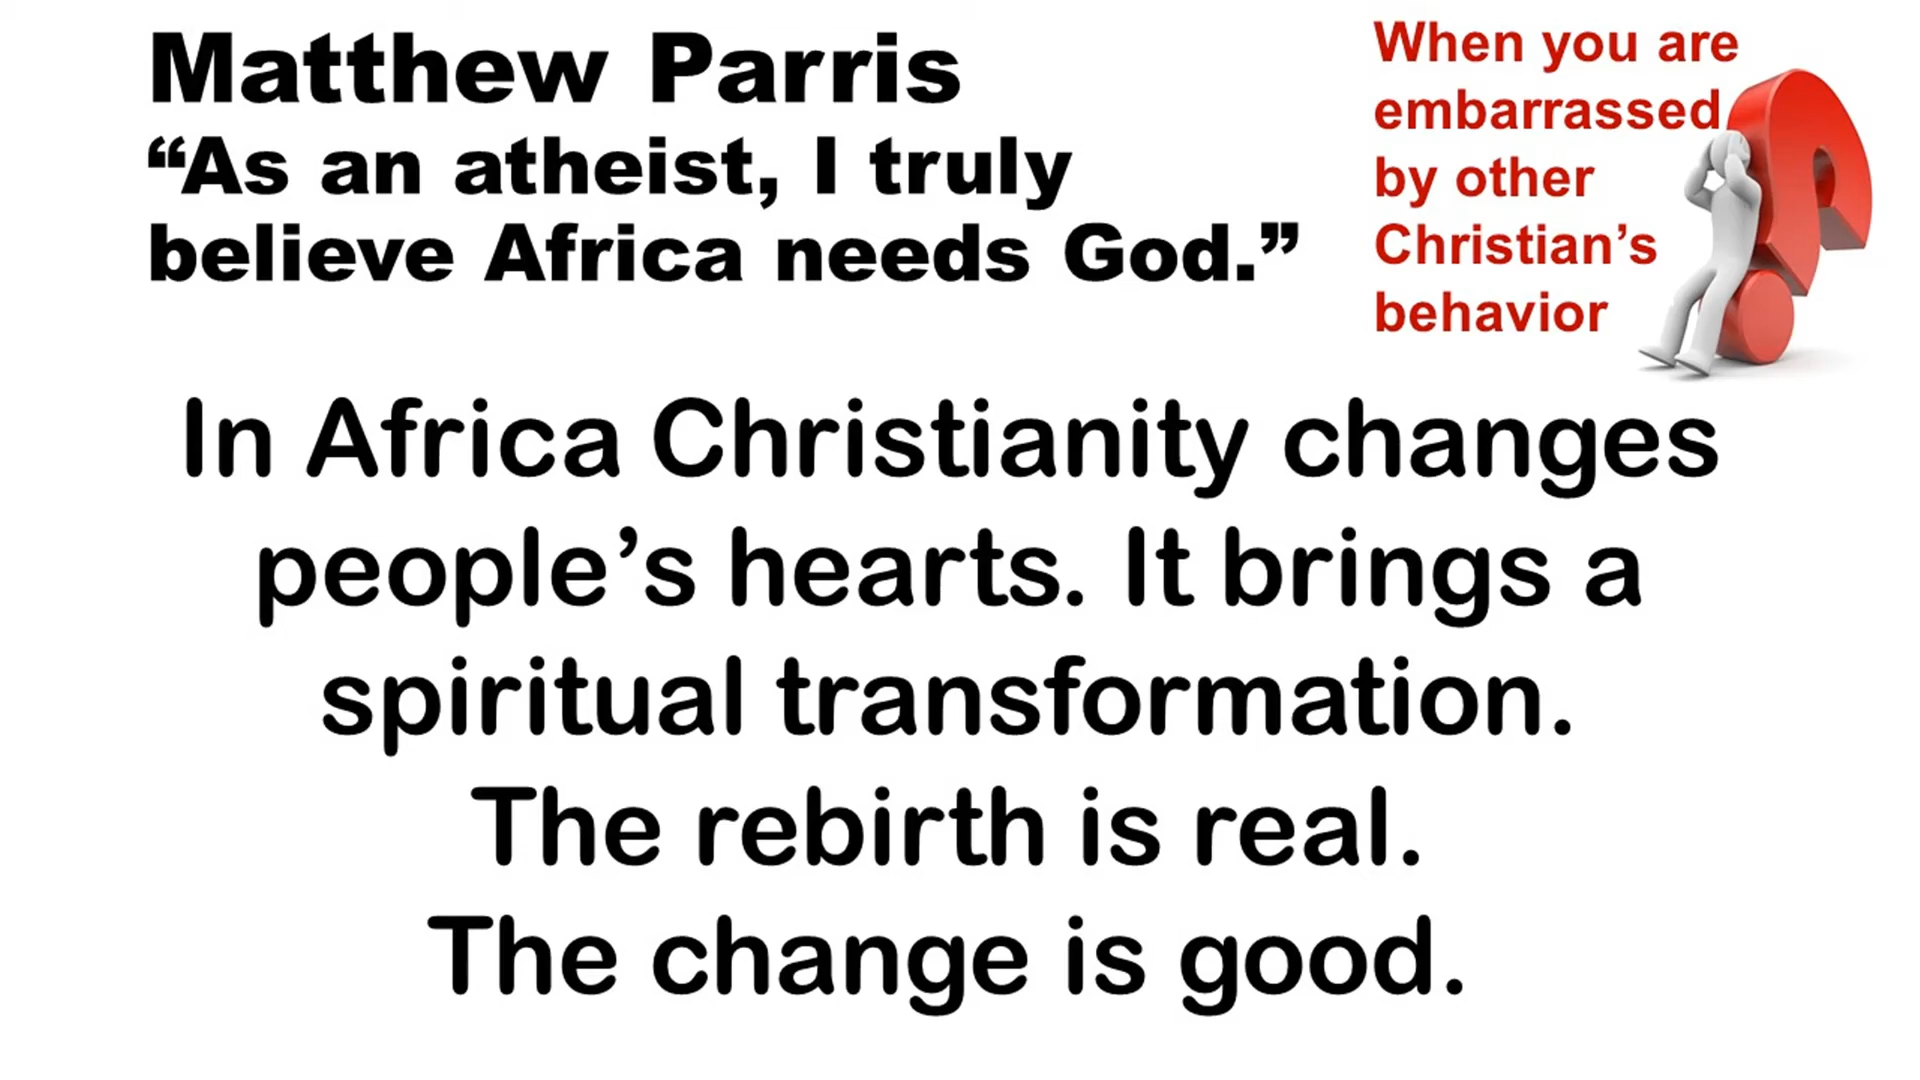 Matthew Parris
“As an atheist, I truly
believe Africa needs God.”
When you are
embarrassed
by other
Christian’s
behavior
In Africa Christianity changes
people’s hearts. It brings a
spiritual transformation.
The rebirth is real.
The change is good.